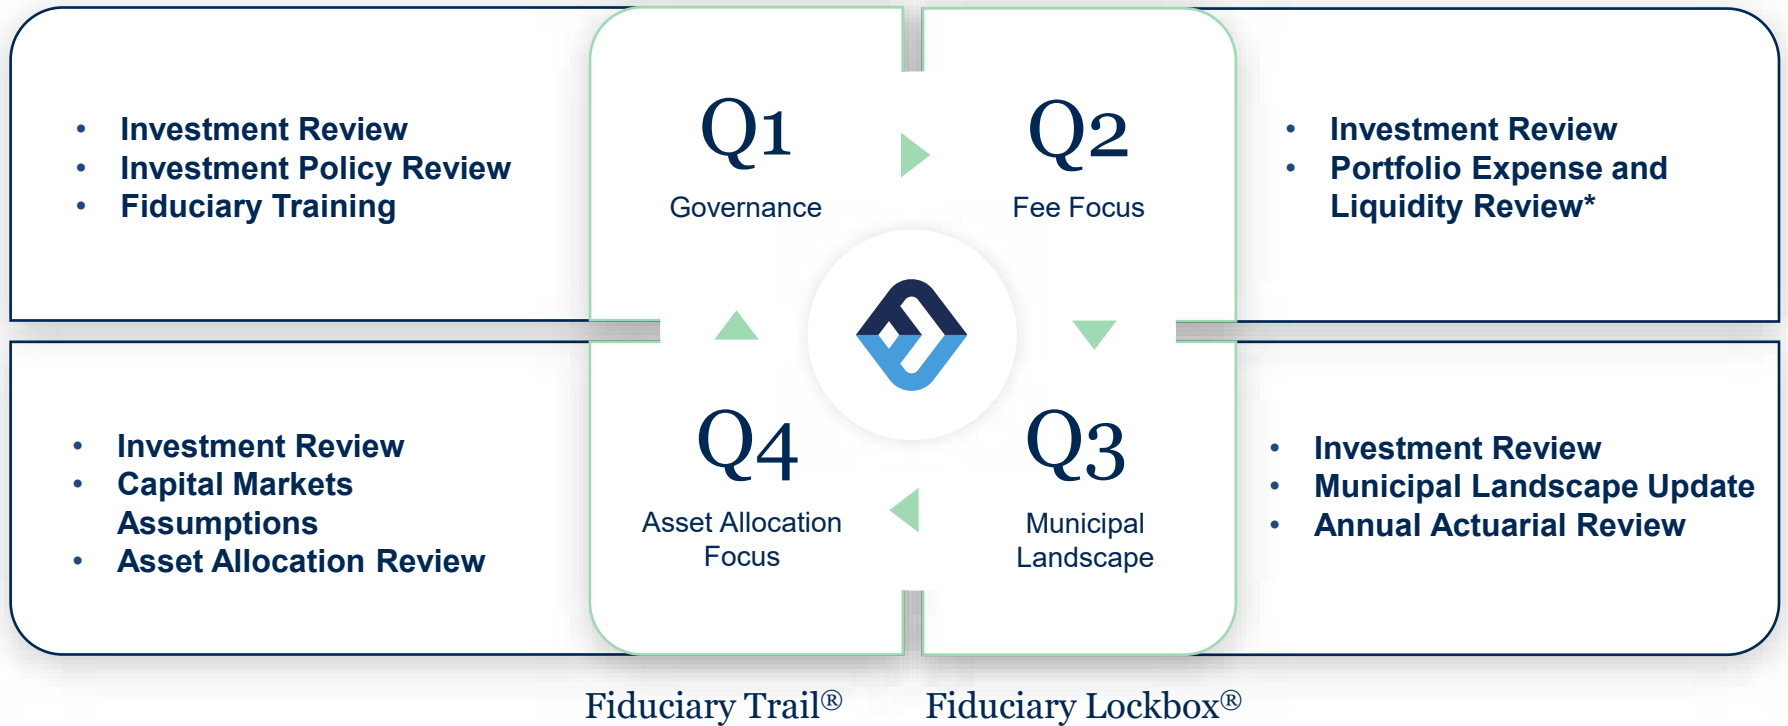 • Investment Review
• Investment Policy Review
• Fiduciary Training
Q1
Governance
Q2
Fee Focus
• Investment Review
• Portfolio Expense and
Liquidity Review*
• Investment Review
• Capital Markets
Assumptions
• Asset Allocation Review
Q4
Asset Allocation
Focus
Q3
Municipal
Landscape
• Investment Review
• Municipal Landscape Update
• Annual Actuarial Review
Fiduciary Trail®
Fiduciary Lockbox®